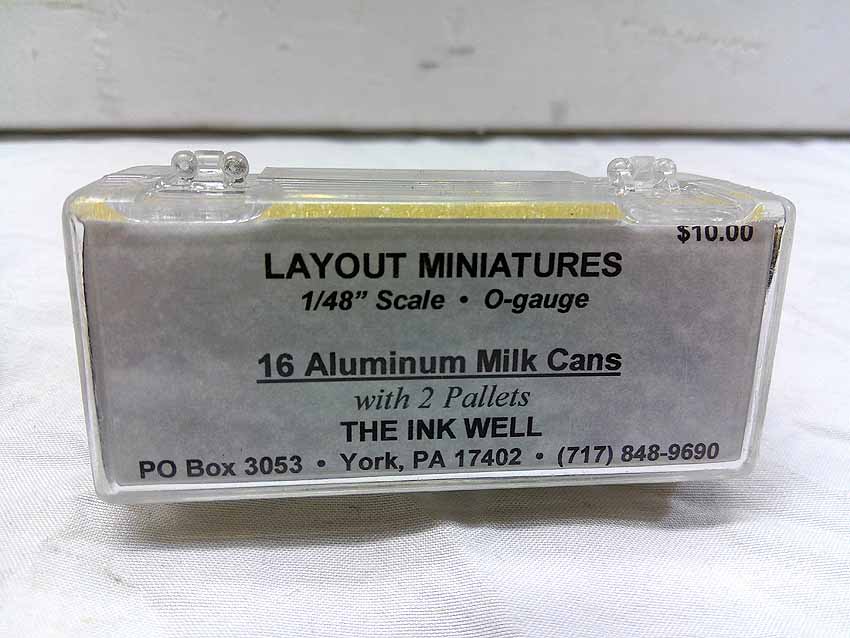 $10.00
LAYOUT MINIATURES
1/48” Scale • O-gauge
16 Aluminum Milk Cans
with 2 Pallets
THE INK WELL
PO Box 3053 • York, PA 17402 • (717) 848-9690